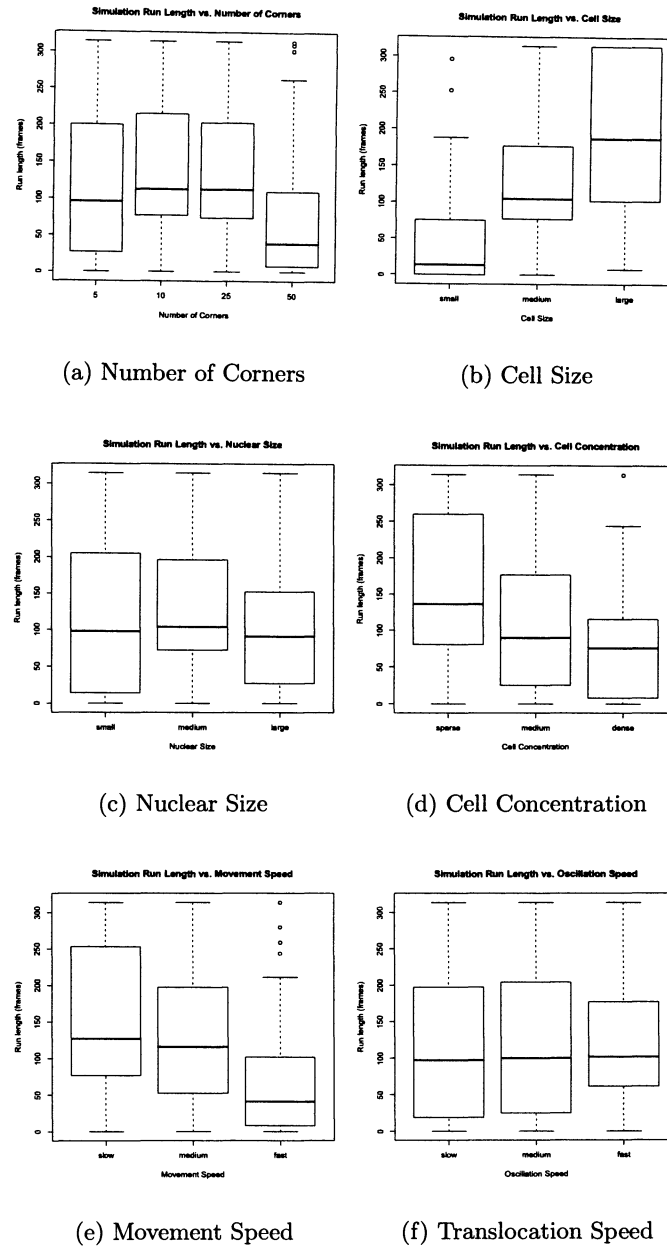 Simulation Run Length vs. Number of Corners
Run length (frames)
300
250
200
150
100
50
0
5 10 25 50
Number of Corners
(a) Number of Corners
Simulation Run Length vs. Cell Size
Run length (frames)
300
250
200
150
100
50
0
small medium large
Cell Size
(b) Cell Size
Simulation Run Length vs. Nuclear Size
Run length (frames)
300
250
200
150
100
50
0
small medium large
Nuclear Size
(c) Nuclear Size
Simulation Run Length vs. Cell Concentration
Run length (frames)
300
250
200
150
100
50
0
sparse medium dense
Cell Concentration
(d) Cell Concentration
Simulation Run Length vs. Movement Speed
Run length (frames)
300
250
200
150
100
50
0
slow medium fast
Movement Speed
(e) Movement Speed
Simulation Run Length vs. Oscillation Speed
Run length (frames)
300
250
200
150
100
50
0
slow medium fast
Oscillation Speed
(f) Translocation Speed